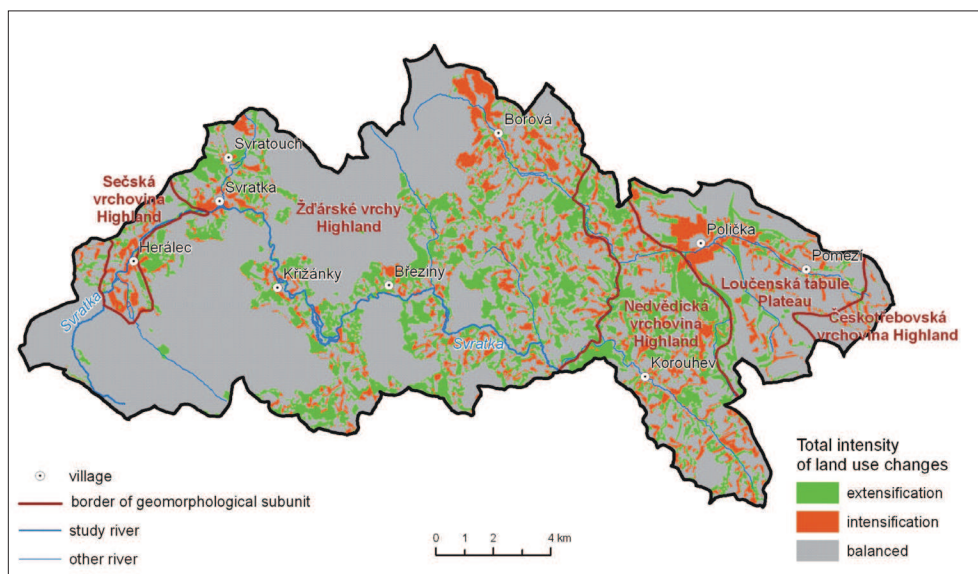 Borová
Svratouch
Sečská
vrchovina
Highland
Svratka
Žďárské vrchy
Highland
Polička
Herálec
Pomezí
Křižánky
Březiny
Loučenská tabule
Plateau
Svratka
Nedvědická
vrchovina
Highland
Českotřebovská
vrchovina Highland
Svratka
Korouhev
village
border of geomorphological subunit
study river
other river
0 1 2 4 km
Total intensity
of land use changes
extensification
intensification
balanced